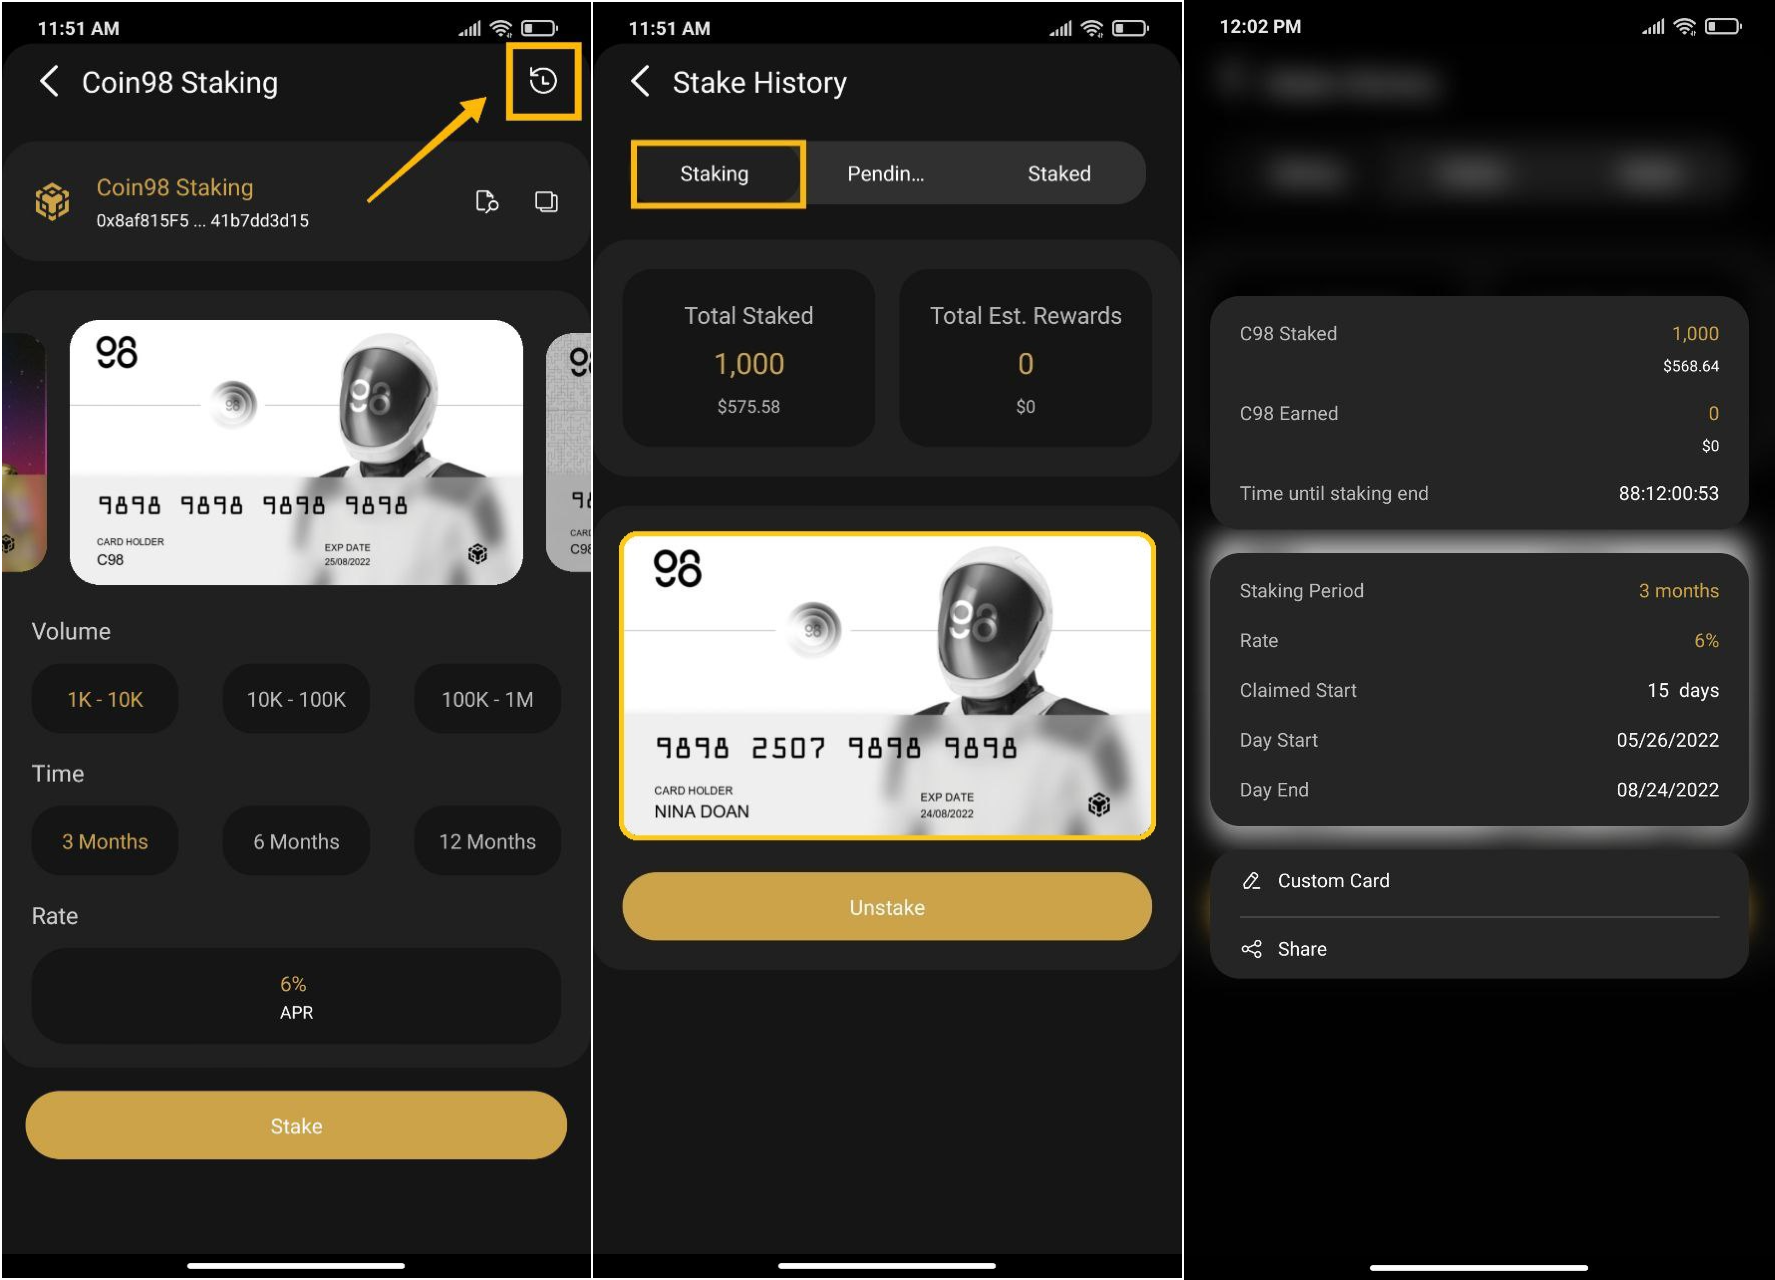 11:51 AM
Coin98 Staking
Coin98 Staking
0x8af815F5 ... 41b7dd3d15
98
98
98
9898 9898 9898 9898
CARD HOLDER
C98
EXP DATE
25/08/2022
Volume
1K - 10K
10K - 100K
100K - 1M
Time
3 Months
6 Months
12 Months
Rate
6%
APR
Stake
11:51 AM
Stake History
Staking
Pendin...
Staked
Total Staked
1,000
$575.58
Total Est. Rewards
0
$0
98
98
98
9898 2507 9898 9898
CARD HOLDER
NINA DOAN
EXP DATE
24/08/2022
Unstake
12:02 PM
C98 Staked
1,000
$568.64
C98 Earned
0
$0
Time until staking end
88:12:00:53
Staking Period
3 months
Rate
6%
Claimed Start
15 days
Day Start
05/26/2022
Day End
08/24/2022
Custom Card
Share